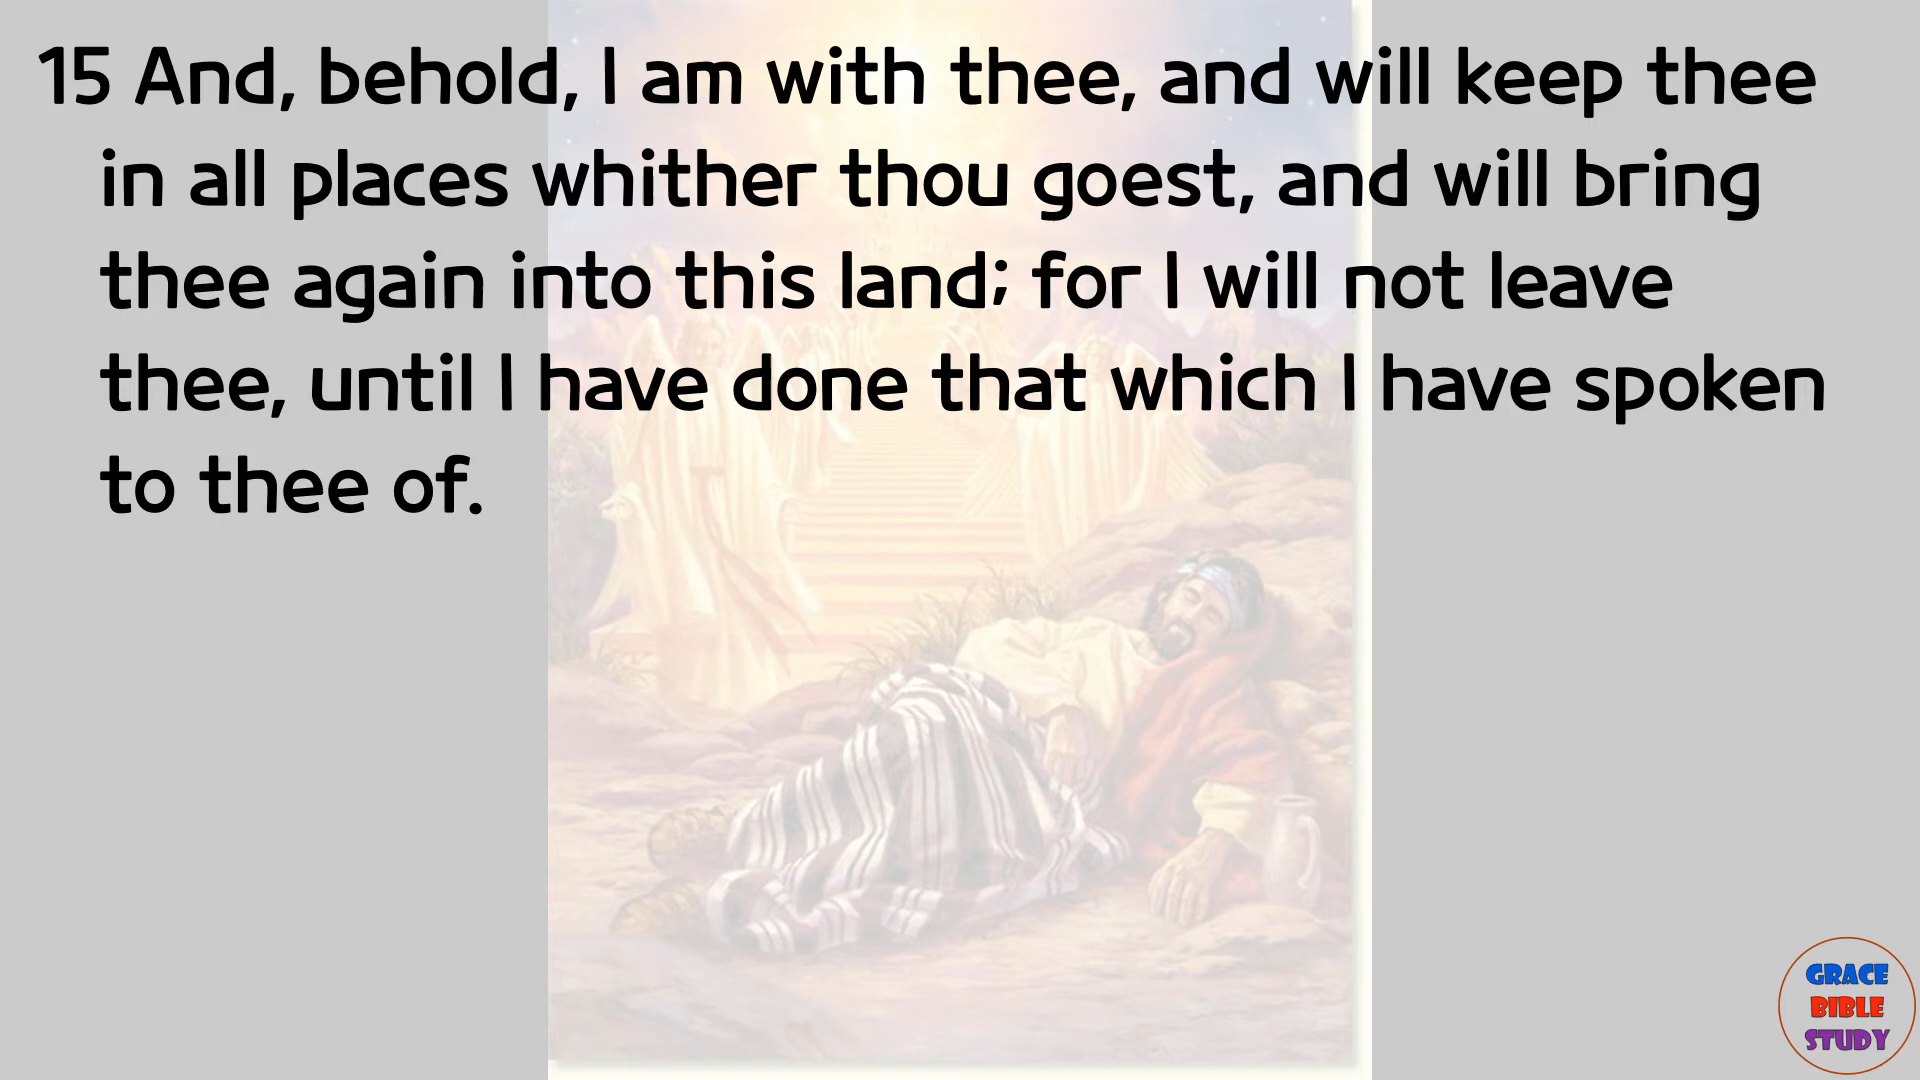 15 And, behold, I am with thee, and will keep thee
in all places whither thou goest, and will bring
thee again into this land; for I will not leave
thee, until I have done that which I have spoken
to thee of.
GRACE
BIBLE
STUDY